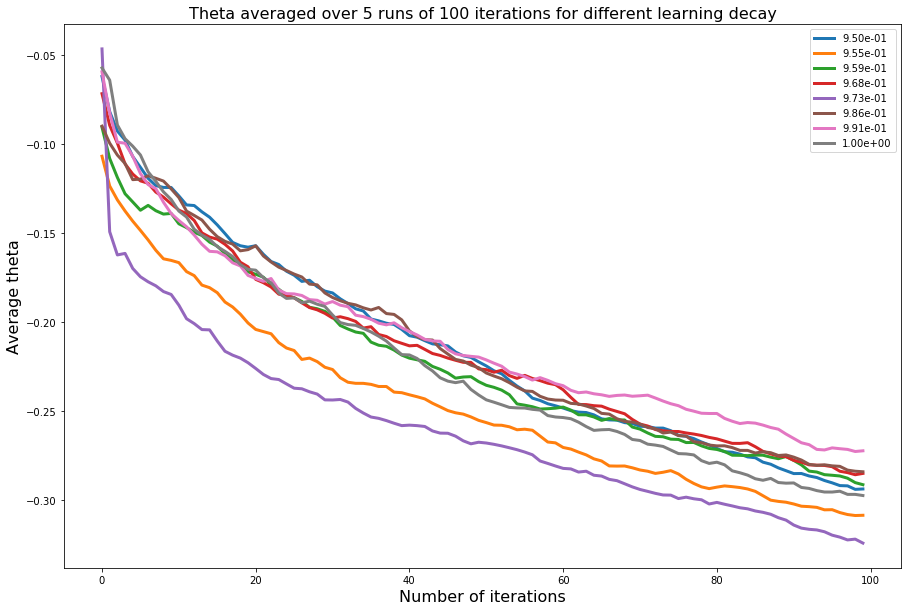 Theta averaged over 5 runs of 100 iterations for different learning decay
9.50e-01
9.55e-01
9.59e-01
9.68e-01
9.73e-01
9.86e-01
9.91e-01
1.00e+00
Average theta
−0.05
−0.10
−0.15
−0.20
−0.25
−0.30
0
20
40
60
80
100
Number of iterations